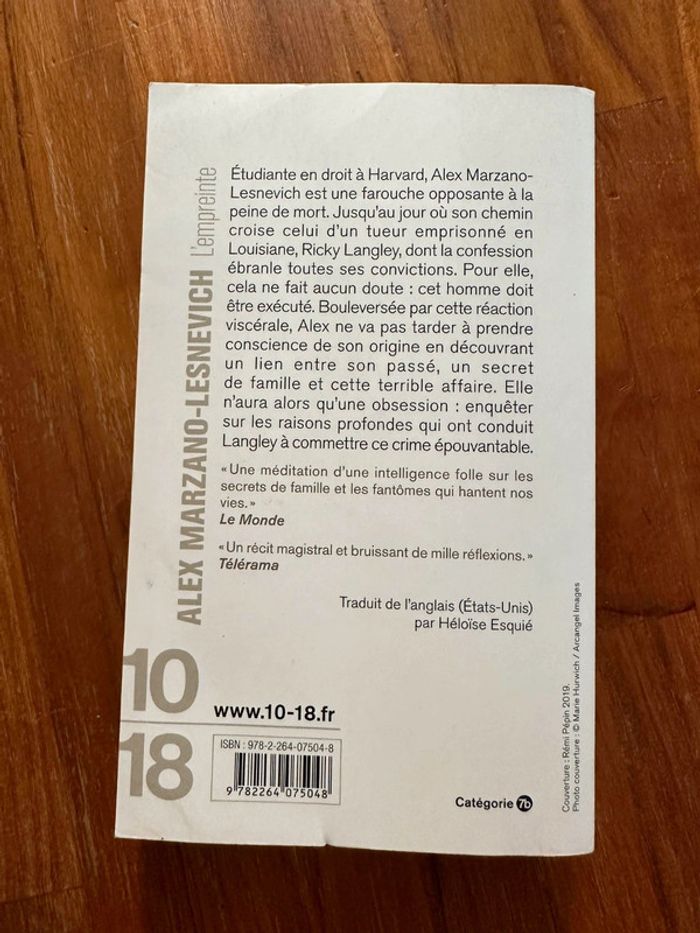 ALEX MARZANO-LESNEVICH L'empreinte
Étudiante en droit à Harvard, Alex Marzano-
Lesnevich est une farouche opposante à la
peine de mort. Jusqu'au jour où son chemin
croise celui d'un tueur emprisonné en
Louisiane, Ricky Langley, dont la confession
ébranle toutes ses convictions. Pour elle,
cela ne fait aucun doute : cet homme doit
être exécuté. Bouleversée par cette réaction
viscérale, Alex ne va pas tarder à prendre
conscience de son origine en découvrant
un lien entre son passé, un secret
de famille et cette terrible affaire. Elle
n'aura alors qu'une obsession : enquêter
sur les raisons profondes qui ont conduit
Langley à commettre ce crime épouvantable.
« Une méditation d'une intelligence folle sur les
secrets de famille et les fantômes qui hantent nos
vies. »
Le Monde
« Un récit magistral et bruissant de mille réflexions. »
Télérama
Traduit de l'anglais (États-Unis)
par Héloïse Esquié
10
18
www.10-18.fr
ISBN : 978-2-264-07504-8
9 782264 075048
Catégorie 7b
Couverture : Rémi Pépin 2019.
Photo couverture : © Marie Hurwich / Arcangel Images